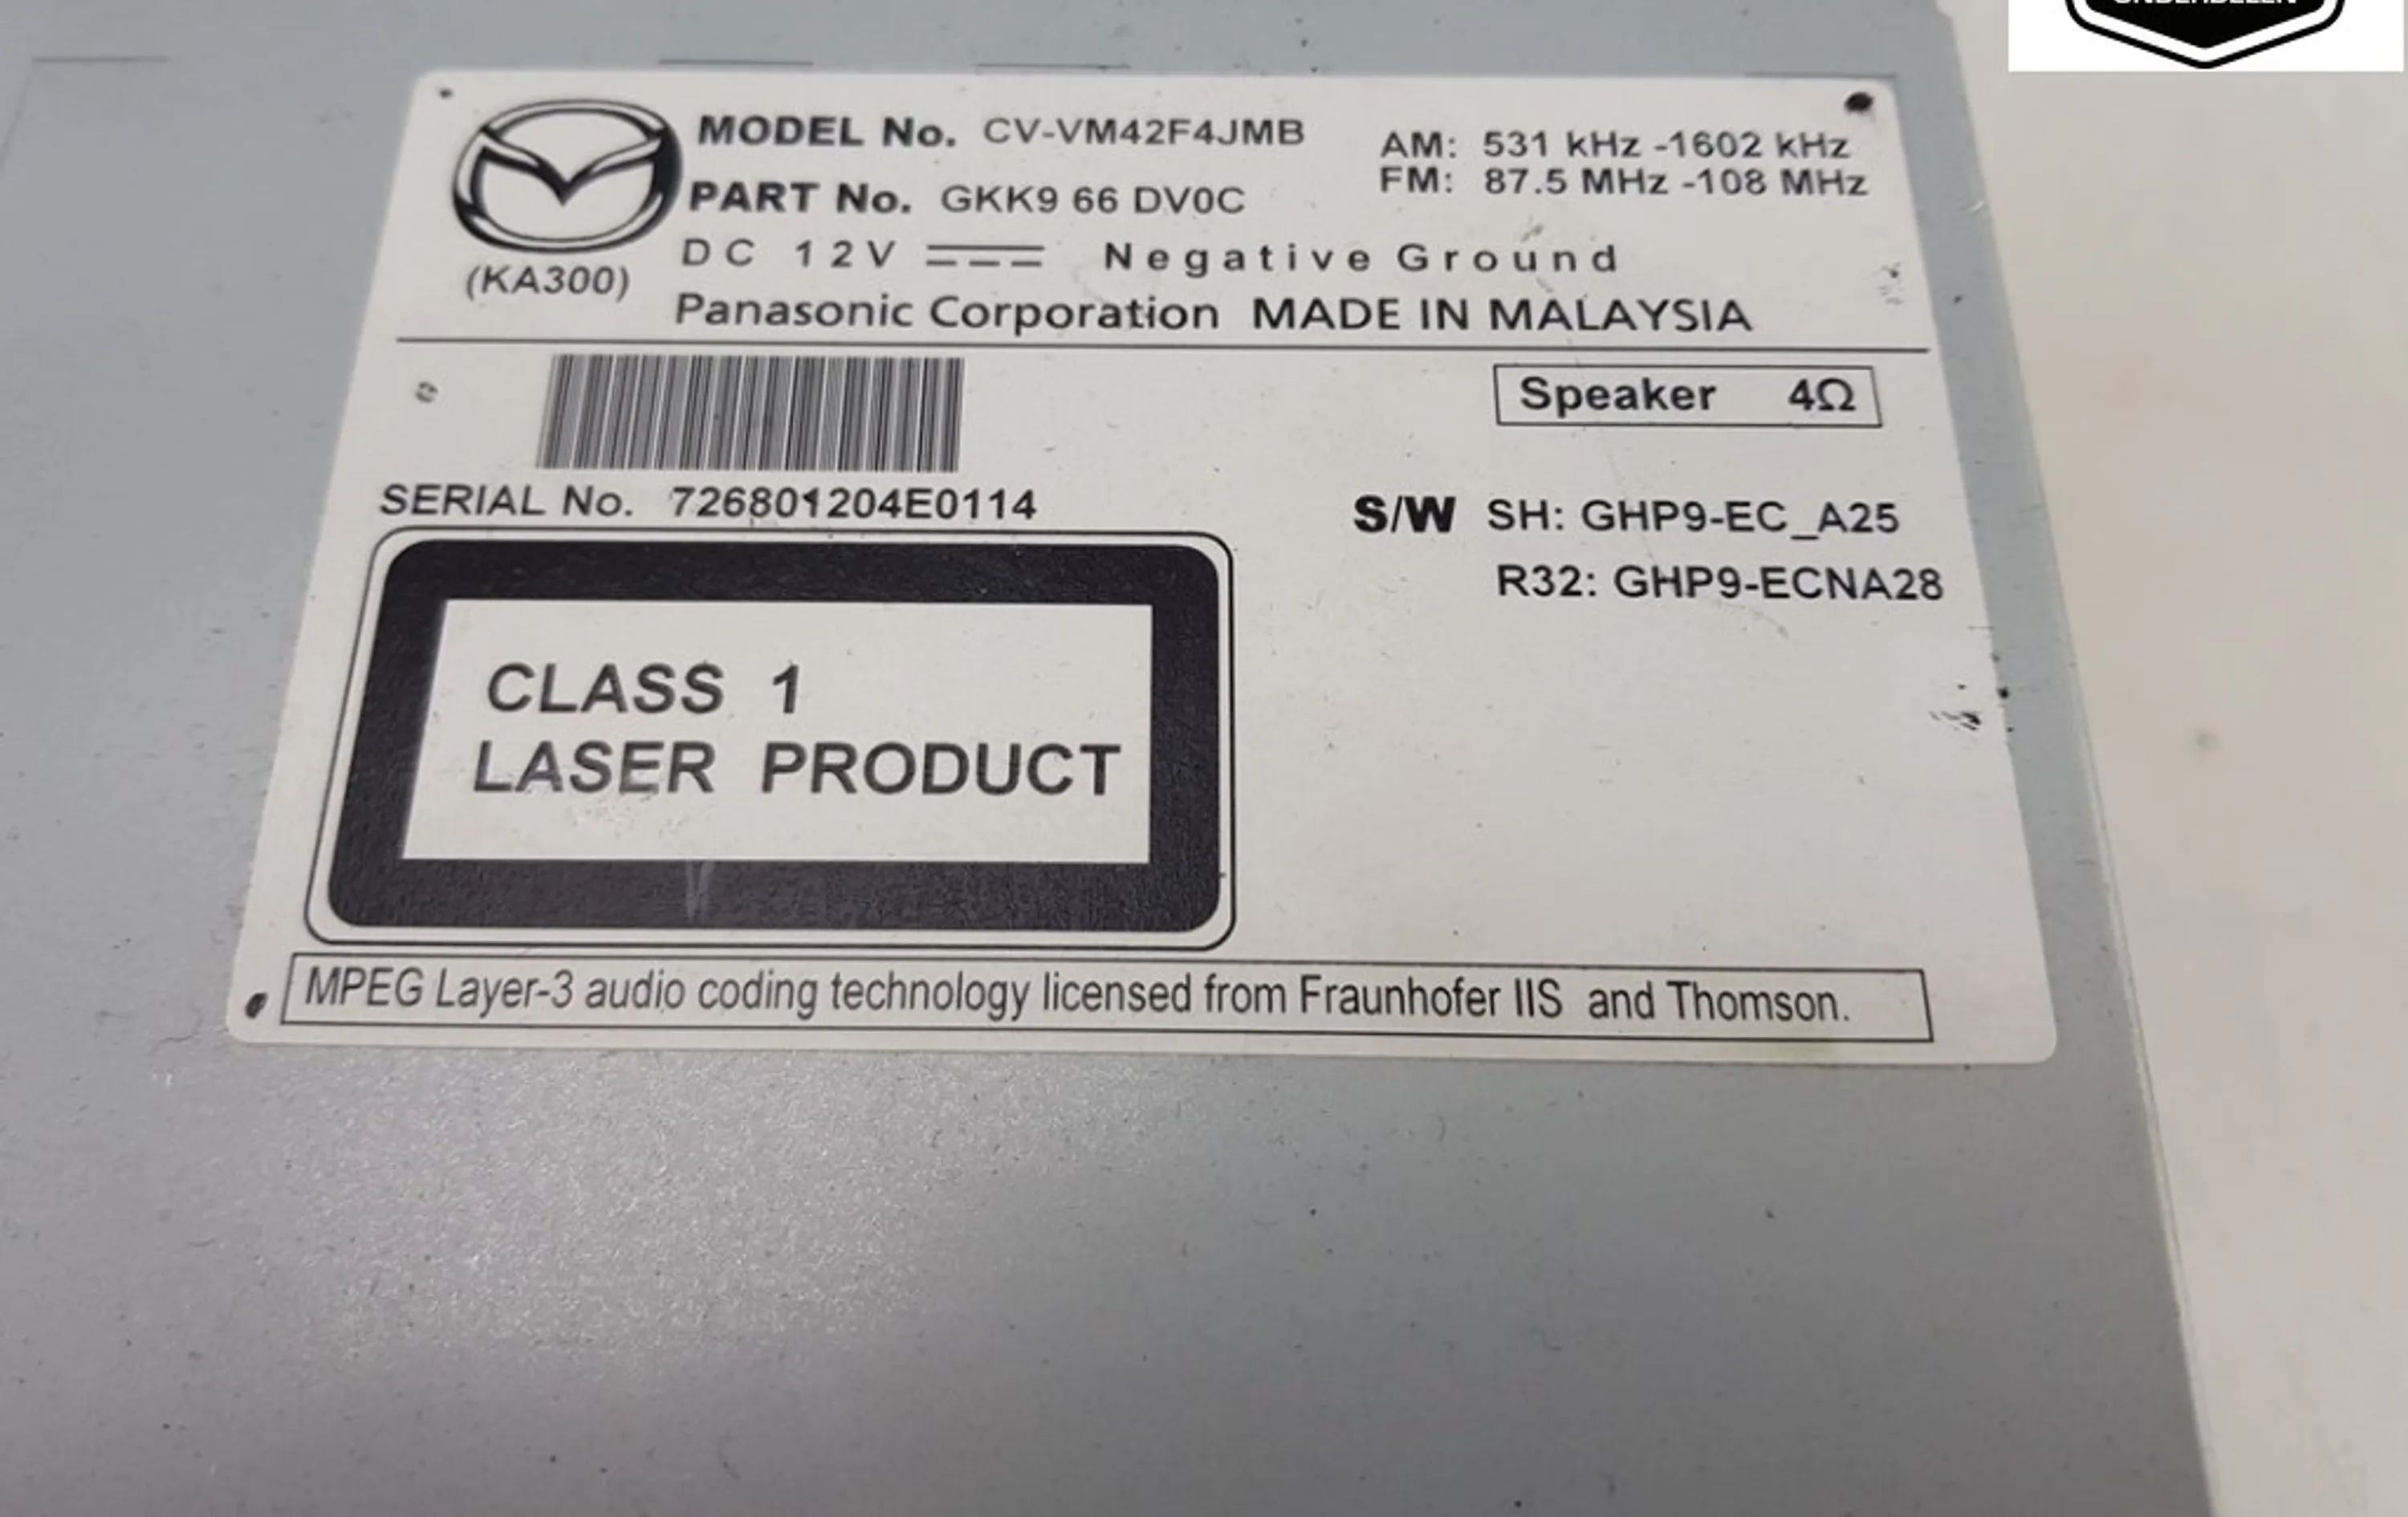 ONDERDELEN
MODEL No. CV-VM42F4JMB
AM: 531 kHz -1602 kHz
FM: 87.5 MHz -108 MHz
PART No. GKK9 66 DV0C
(KA300)
DC 12V Negative Ground
Panasonic Corporation MADE IN MALAYSIA
Speaker 4Ω
SERIAL No. 726801204E0114
S/W SH: GHP9-EC_A25
R32: GHP9-ECNA28
CLASS 1
LASER PRODUCT
MPEG Layer-3 audio coding technology licensed from Fraunhofer IIS and Thomson.